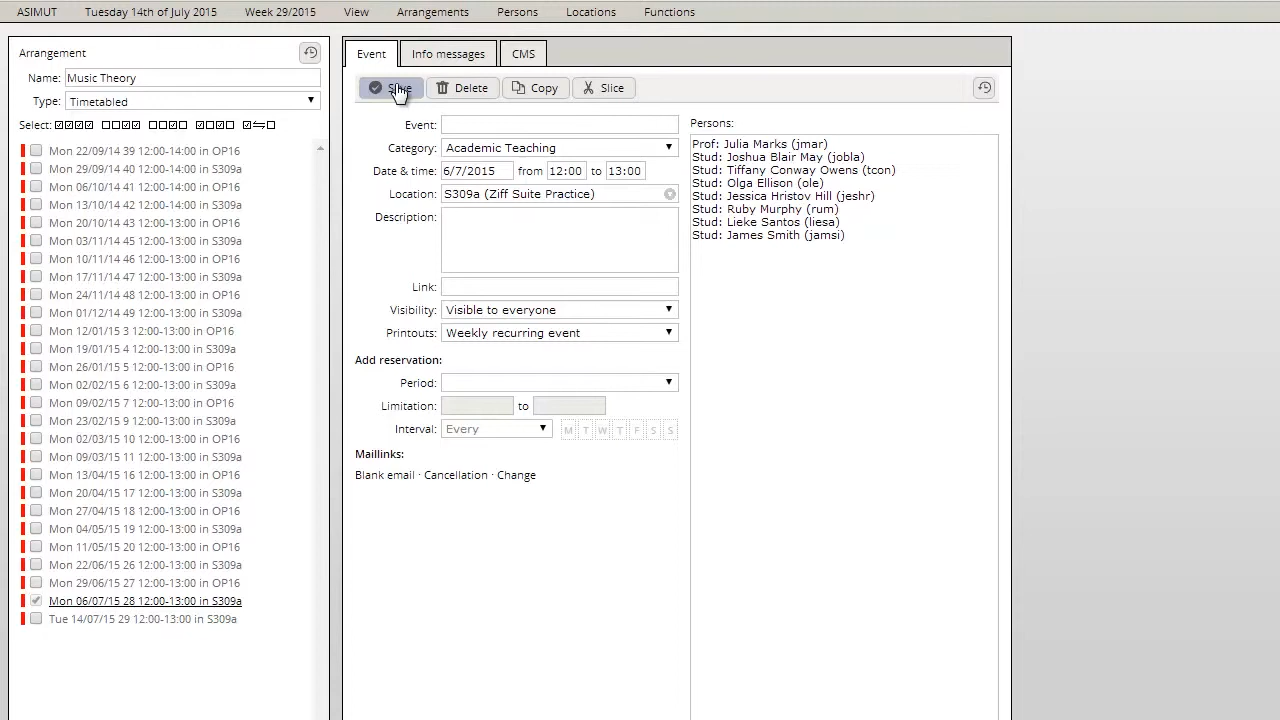 ASIMUT Tuesday 14th of July 2015 Week 29/2015 View Arrangements Persons Locations Functions
Arrangement
Name: Music Theory
Type: Timetabled
Select:
Mon 22/09/14 39 12:00-14:00 in OP16
Mon 29/09/14 40 12:00-13:00 in S309a
Mon 06/10/14 41 12:00-13:00 in OP16
Mon 13/10/14 42 12:00-13:00 in S309a
Mon 20/10/14 43 12:00-13:00 in OP16
Mon 03/11/14 45 12:00-13:00 in S309a
Mon 10/11/14 46 12:00-13:00 in OP16
Mon 17/11/14 47 12:00-13:00 in S309a
Mon 24/11/14 48 12:00-13:00 in OP16
Mon 01/12/14 49 12:00-13:00 in S309a
Mon 12/01/15 3 12:00-13:00 in OP16
Mon 19/01/15 4 12:00-13:00 in S309a
Mon 26/01/15 5 12:00-13:00 in OP16
Mon 02/02/15 6 12:00-13:00 in S309a
Mon 09/02/15 7 12:00-13:00 in OP16
Mon 23/02/15 9 12:00-13:00 in S309a
Mon 02/03/15 10 12:00-13:00 in OP16
Mon 09/03/15 11 12:00-13:00 in S309a
Mon 13/04/15 16 12:00-13:00 in OP16
Mon 20/04/15 17 12:00-13:00 in S309a
Mon 27/04/15 18 12:00-13:00 in OP16
Mon 04/05/15 19 12:00-13:00 in S309a
Mon 11/05/15 20 12:00-13:00 in OP16
Mon 22/06/15 26 12:00-13:00 in S309a
Mon 29/06/15 27 12:00-13:00 in OP16
Mon 06/07/15 28 12:00-13:00 in S309a
Tue 14/07/15 29 12:00-13:00 in S309a
Event Info messages CMS
Save Delete Copy Slice
Event:
Category: Academic Teaching
Date & time: 6/7/2015 from 12:00 to 13:00
Location: S309a (Ziff Suite Practice)
Description:
Link:
Visibility: Visible to everyone
Printouts: Weekly recurring event
Add reservation:
Period:
Limitation: to
Interval: Every M T W T F S S
Maillinks:
Blank email · Cancellation · Change
Persons:
Prof: Julia Marks (jmar)
Stud: Joshua Blair May (jobla)
Stud: Tiffany Conway Owens (tcon)
Stud: Olga Ellison (ole)
Stud: Jessica Hristov Hill (jeshr)
Stud: Ruby Murphy (rum)
Stud: Lieke Santos (liesa)
Stud: James Smith (jamsi)